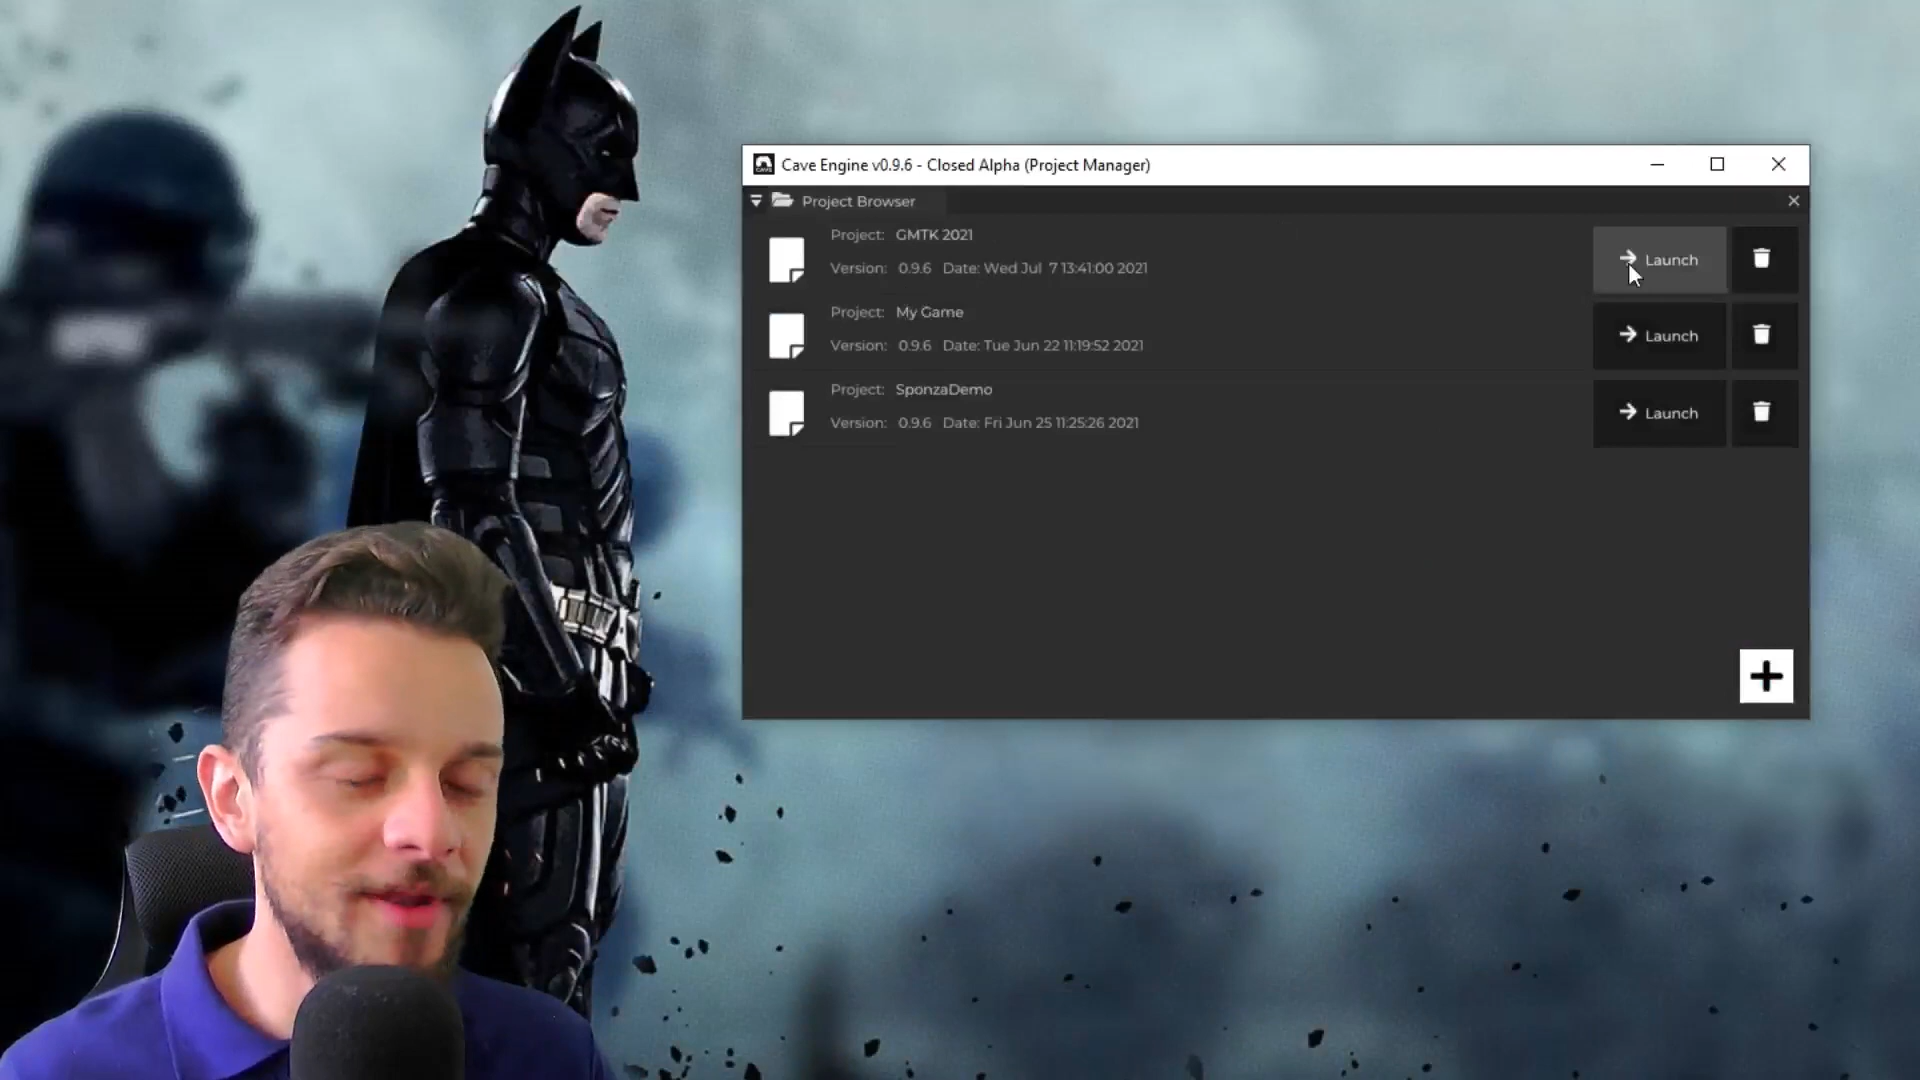 Cave Engine v0.9.6 - Closed Alpha (Project Manager)
Project Browser
Project: GMTK 2021
Version: 0.9.6 Date: Wed Jul 7 13:41:00 2021
Launch
Project: My Game
Version: 0.9.6 Date: Tue Jun 22 11:19:52 2021
Launch
Project: SponzaDemo
Version: 0.9.6 Date: Fri Jun 25 11:25:26 2021
Launch